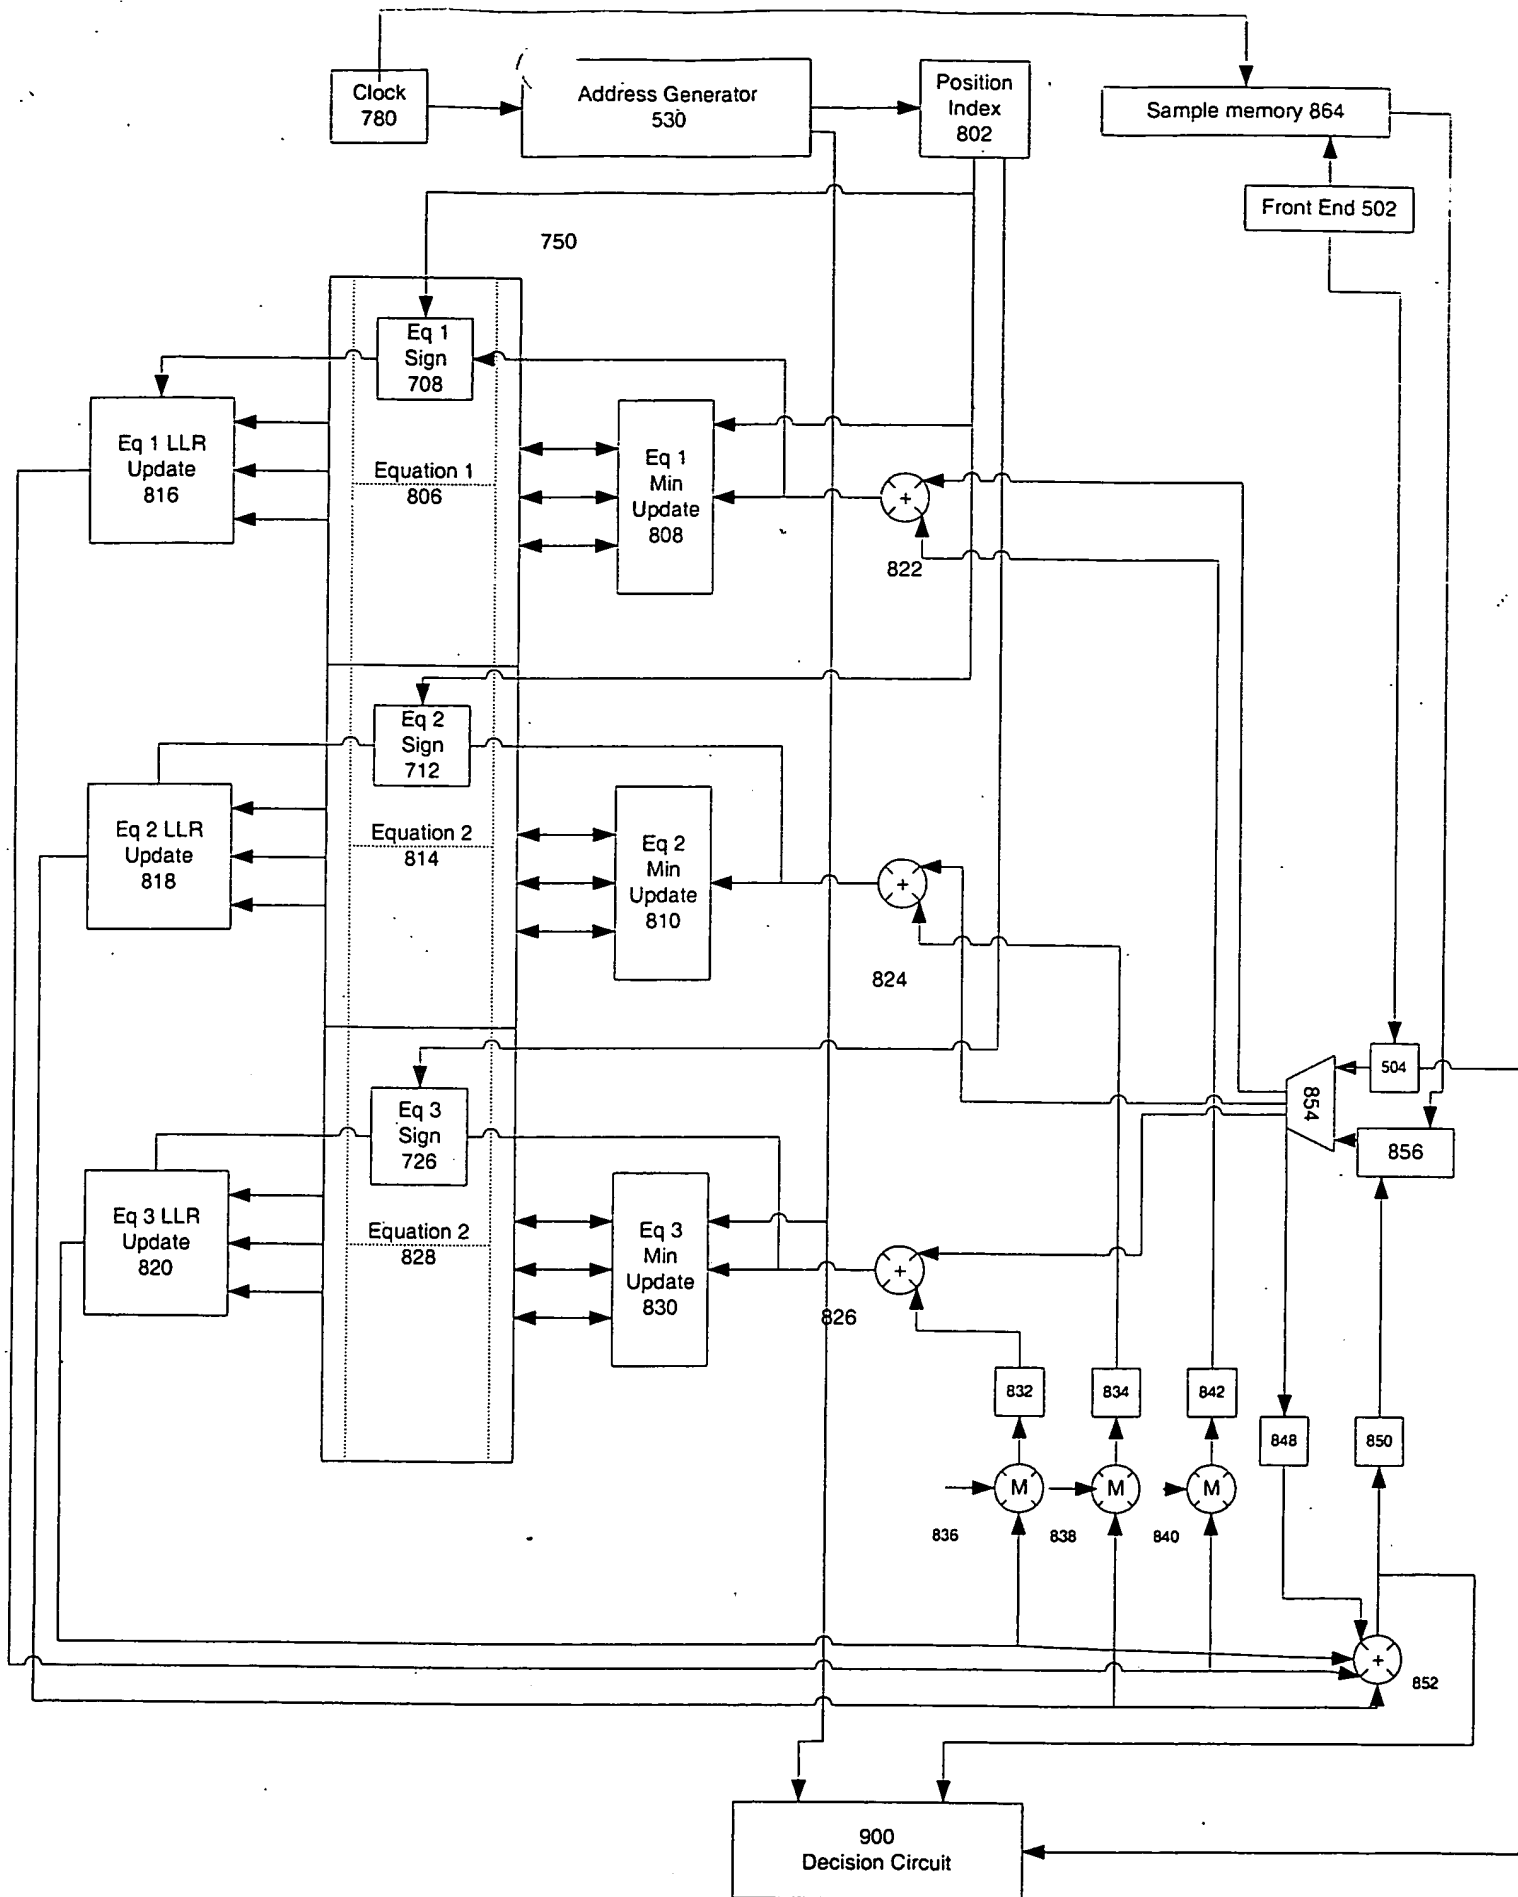 Clock
780
Address Generator
530
Position
Index
802
Sample memory 864
Front End 502
750
Eq 1
Sign
708
Eq 1 LLR
Update
816
Equation 1
806
Eq 1
Min
Update
808
+
822
Eq 2
Sign
712
Eq 2 LLR
Update
818
Equation 2
814
Eq 2
Min
Update
810
+
824
504
854
856
Eq 3
Sign
726
Eq 3 LLR
Update
820
Equation 2
828
Eq 3
Min
Update
830
+
826
832
834
842
848
850
M
M
M
836
838
840
+
852
900
Decision Circuit